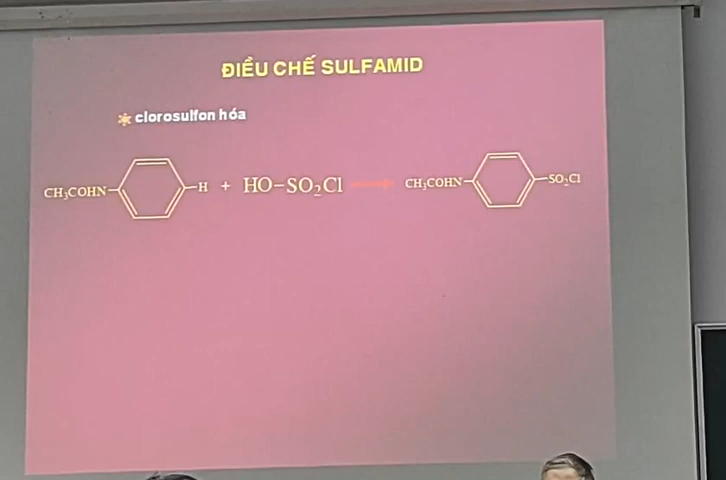 ĐIỀU CHẾ SULFAMID
clorosulfon hóa
CH₃COHN H + HO-SO₂Cl CH₃COHN SO₂Cl